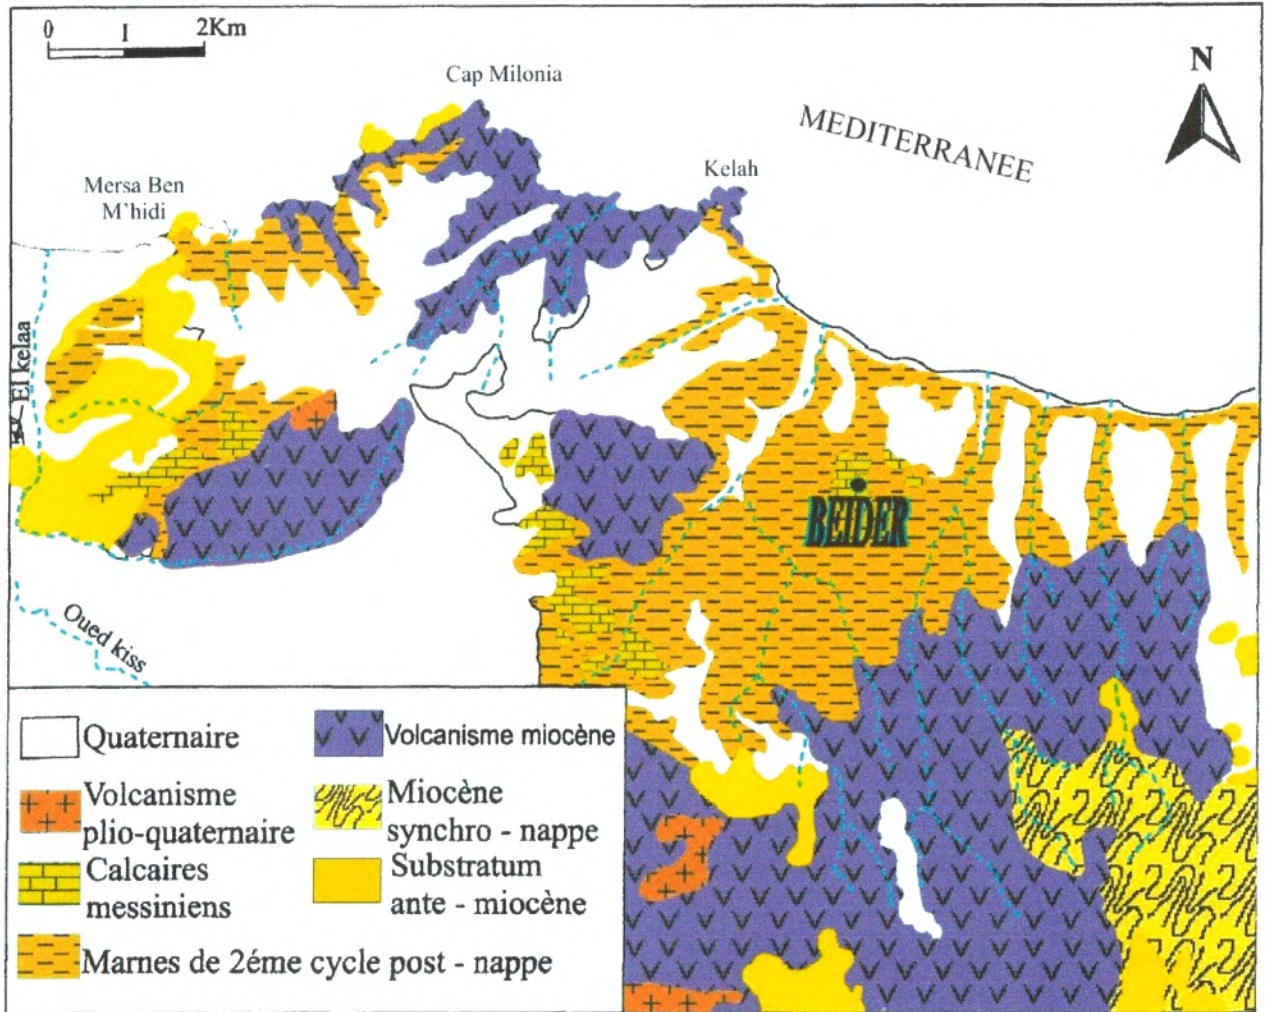 0 1 2Km
Cap Milonia
N
MEDITERRANEE
Kelah
Mersa Ben
M'hidi
El kelaa
BEIDER
Oued kiss
Quaternaire
Volcanisme miocène
Volcanisme
plio-quaternaire
Miocène
synchro - nappe
Calcaires
messiniens
Substratum
ante - miocène
Marnes de 2éme cycle post - nappe